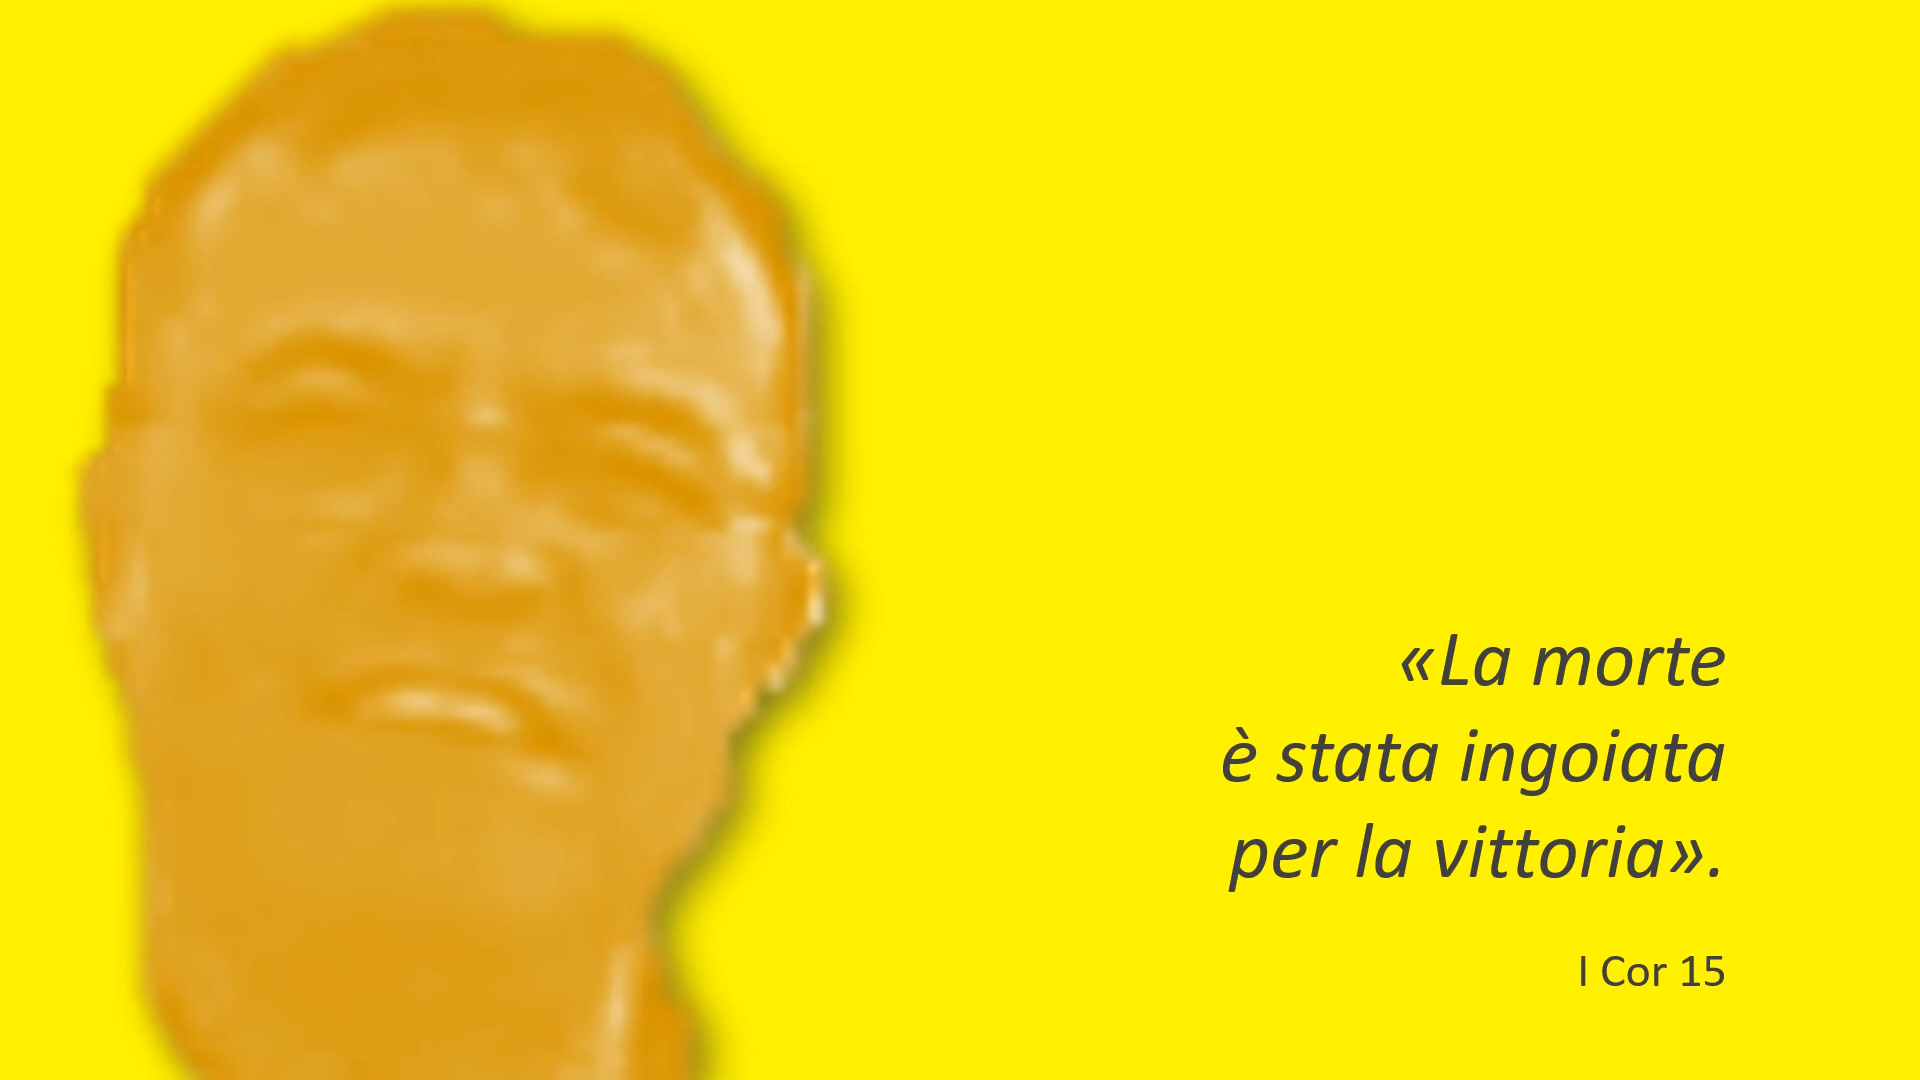 «La morte
è stata ingoiata
per la vittoria».
I Cor 15